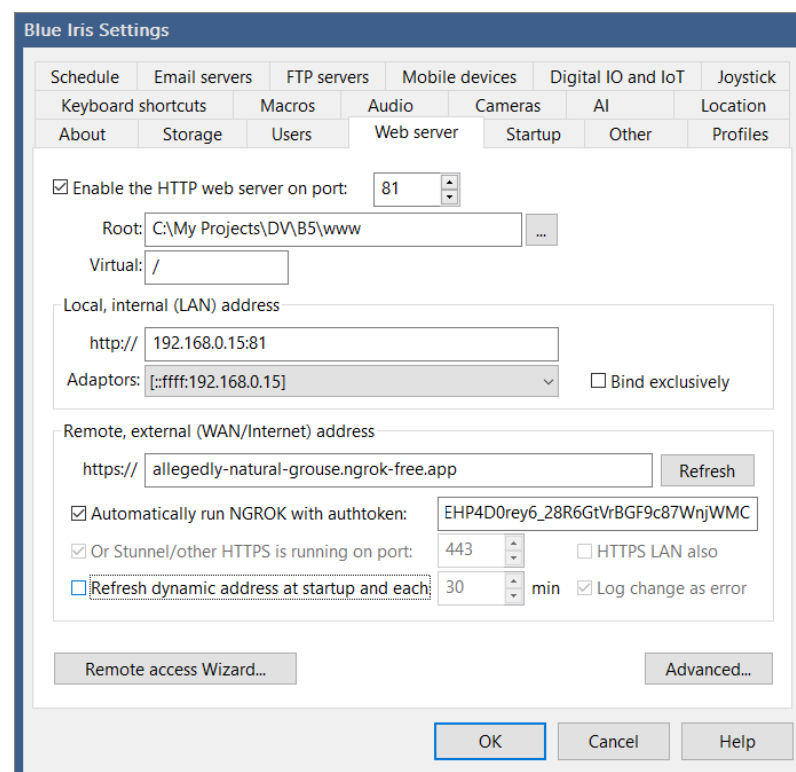 Blue Iris Settings
Schedule Email servers FTP servers Mobile devices Digital IO and IoT Joystick
Keyboard shortcuts Macros Audio Cameras AI Location
About Storage Users Web server Startup Other Profiles
Enable the HTTP web server on port: 81
Root: C:\My Projects\DV\B5\www ...
Virtual: /
Local, internal (LAN) address
http:// 192.168.0.15:81
Adaptors: [::ffff:192.168.0.15] Bind exclusively
Remote, external (WAN/Internet) address
https:// allegedly-natural-grouse.ngrok-free.app Refresh
Automatically run NGROK with authtoken: EHP4D0rey6_28R6GtVrBGF9c87WnjWMC
Or Stunnel/other HTTPS is running on port: 443 HTTPS LAN also
Refresh dynamic address at startup and each 30 min Log change as error
Remote access Wizard... Advanced...
OK Cancel Help